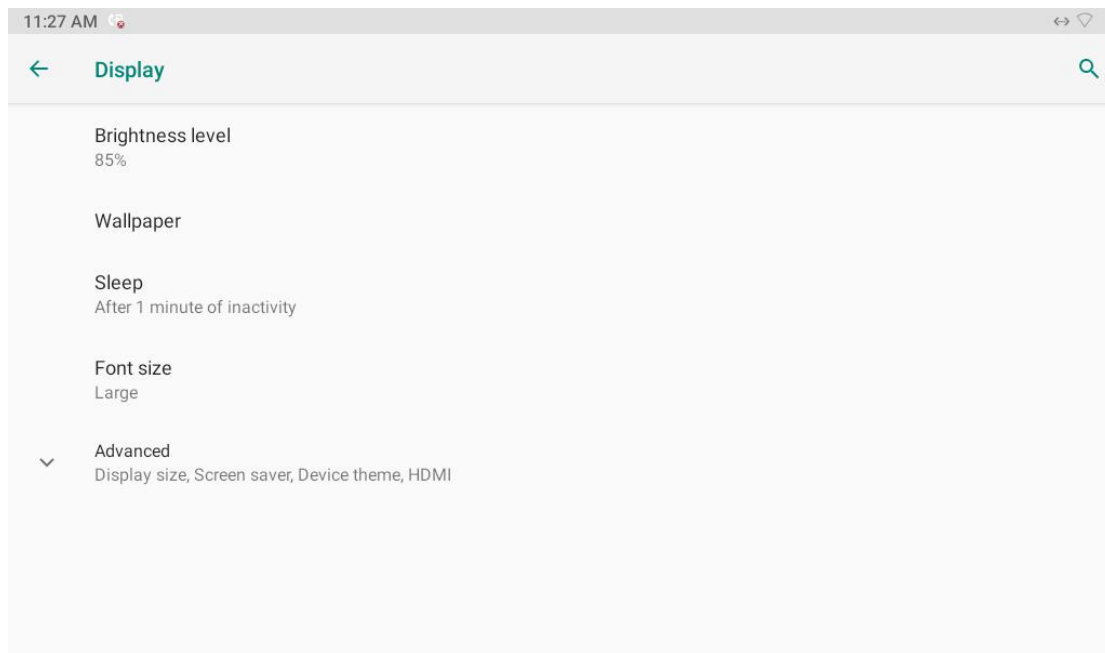 11:27 AM
Display
Brightness level
85%
Wallpaper
Sleep
After 1 minute of inactivity
Font size
Large
Advanced
Display size, Screen saver, Device theme, HDMI